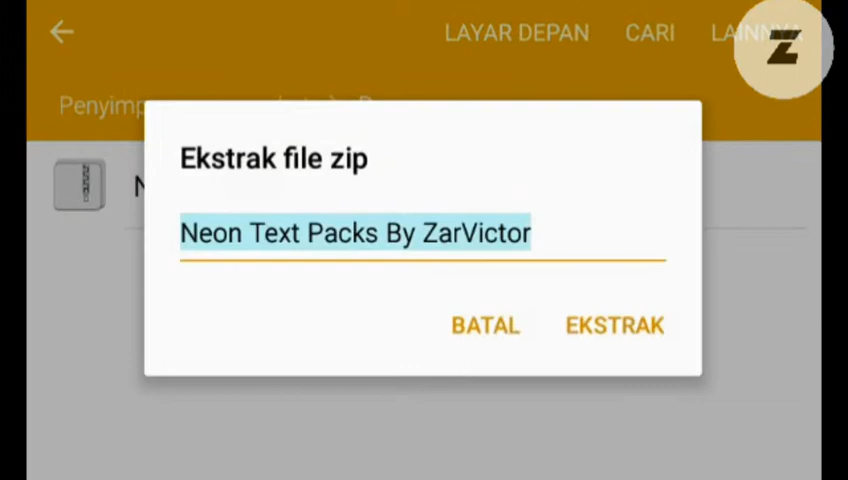 LAYAR DEPAN CARI
Ekstrak file zip
Neon Text Packs By ZarVictor
BATAL EKSTRAK